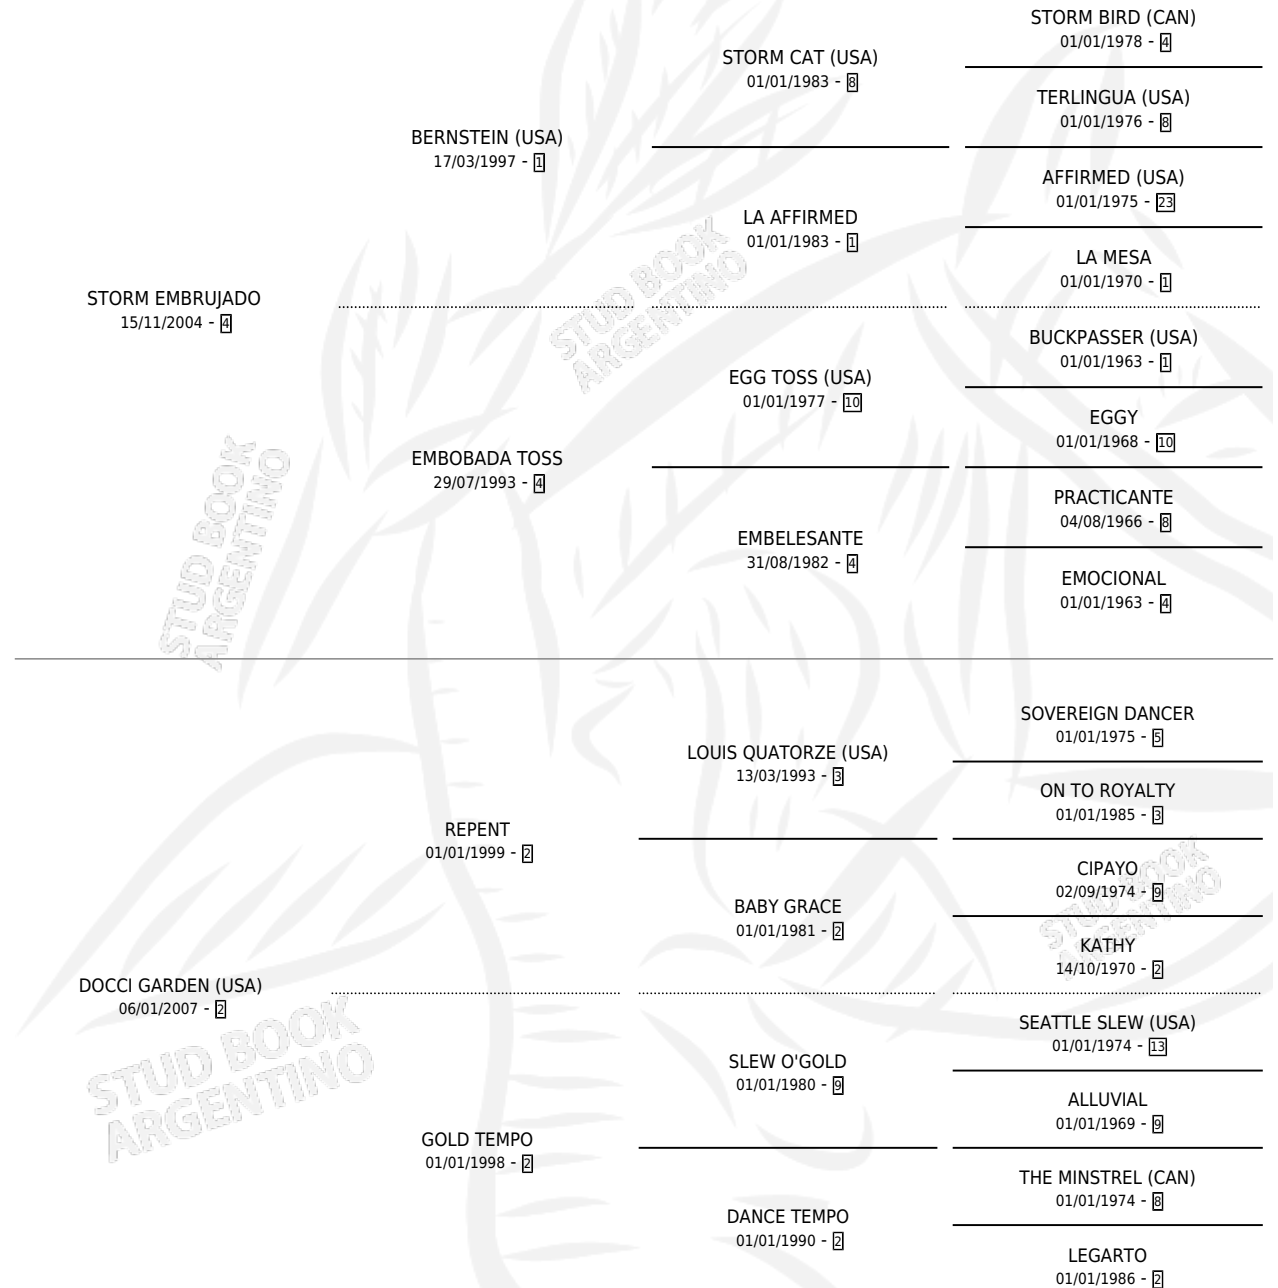 STORM BIRD (CAN)
01/01/1978 - 4
STORM CAT (USA)
01/01/1983 - 8
TERLINGUA (USA)
01/01/1976 - 8
BERNSTEIN (USA)
17/03/1997 - 1
AFFIRMED (USA)
01/01/1975 - 23
LA AFFIRMED
01/01/1983 - 1
LA MESA
01/01/1970 - 1
STORM EMBRUJADO
15/11/2004 - 4
STUD BOOK
ARGENTINO
BUCKPASSER (USA)
01/01/1963 - 1
EGG TOSS (USA)
01/01/1977 - 10
EGGY
01/01/1968 - 10
EMBOBADA TOSS
29/07/1993 - 4
PRACTICANTE
04/08/1966 - 8
EMBELESANTE
31/08/1982 - 4
EMOCIONAL
01/01/1963 - 4
STUD BOOK
ARGENTINO
SOVEREIGN DANCER
01/01/1975 - 5
LOUIS QUATORZE (USA)
13/03/1993 - 3
ON TO ROYALTY
01/01/1985 - 3
REPENT
01/01/1999 - 2
CIPAYO
02/09/1974 - 9
BABY GRACE
01/01/1981 - 2
STUD BOOK
ARGENTINO
KATHY
14/10/1970 - 2
DOCCI GARDEN (USA)
06/01/2007 - 2
STUD BOOK
ARGENTINO
SEATTLE SLEW (USA)
01/01/1974 - 13
SLEW O'GOLD
01/01/1980 - 9
ALLUVIAL
01/01/1969 - 9
GOLD TEMPO
01/01/1998 - 2
THE MINSTREL (CAN)
01/01/1974 - 8
DANCE TEMPO
01/01/1990 - 2
LEGARTO
01/01/1986 - 2